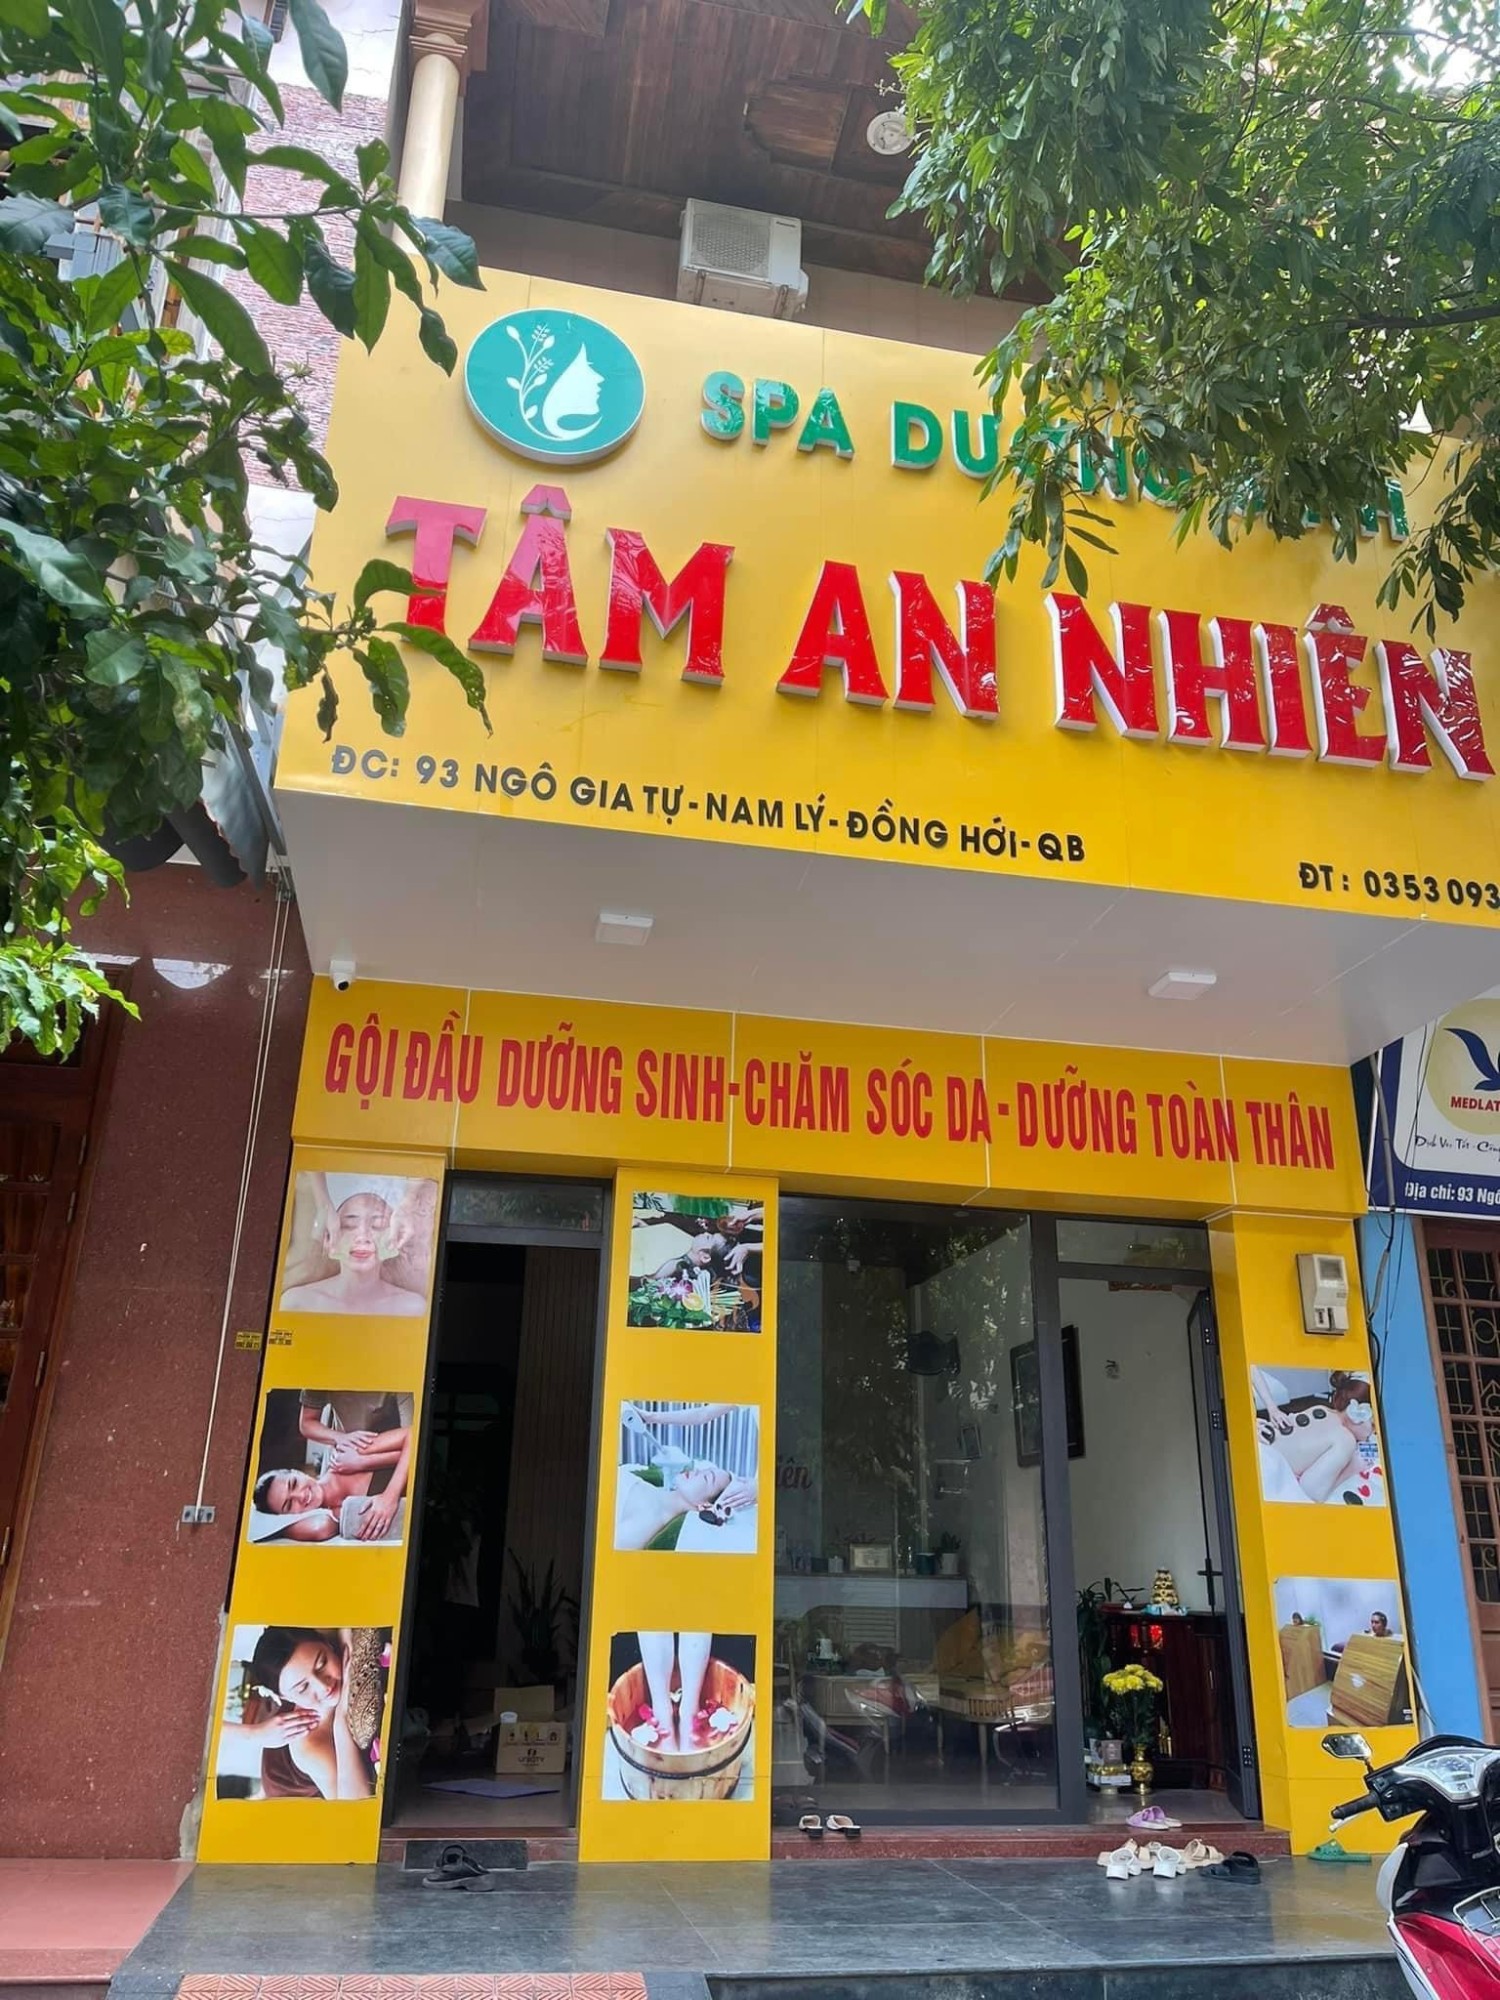 SPA DƯỠNG
TÂM AN NHIÊN
ĐC: 93 NGÔ GIA TỰ - NAM LÝ - ĐỒNG HỚI - QB
ĐT: 0353 093
GỘI ĐẦU DƯỠNG SINH - CHĂM SÓC DA - DƯỠNG TOÀN THÂN
MEDLAT
Địa chỉ: 93 Ngô